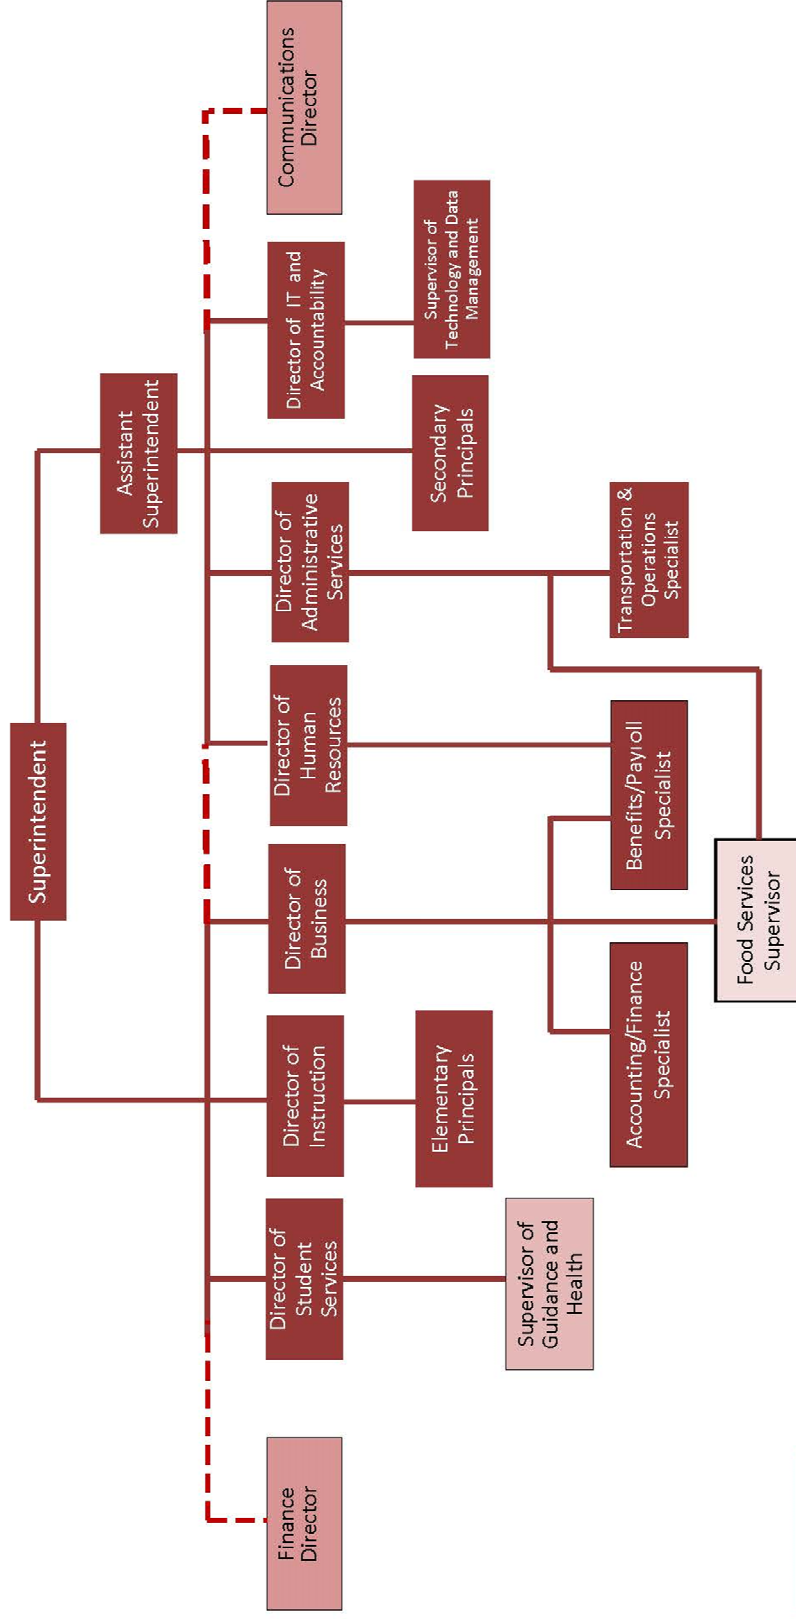 Superintendent
Assistant
Superintendent
Finance
Director
Director of
Student
Services
Director of
Instruction
Director of
Business
Director of
Human
Resources
Director of
Administrative
Services
Director of  IT and
Accountability
Communications
Director
Elementary
Principals
Secondary
Principals
Supervisor of
Technology and Data
Management
Supervisor of
Guidance and
Health
Accounting/Finance
Specialist
Benefits/Payroll
Specialist
Transportation &
Operations
Specialist
Food Services
Supervisor